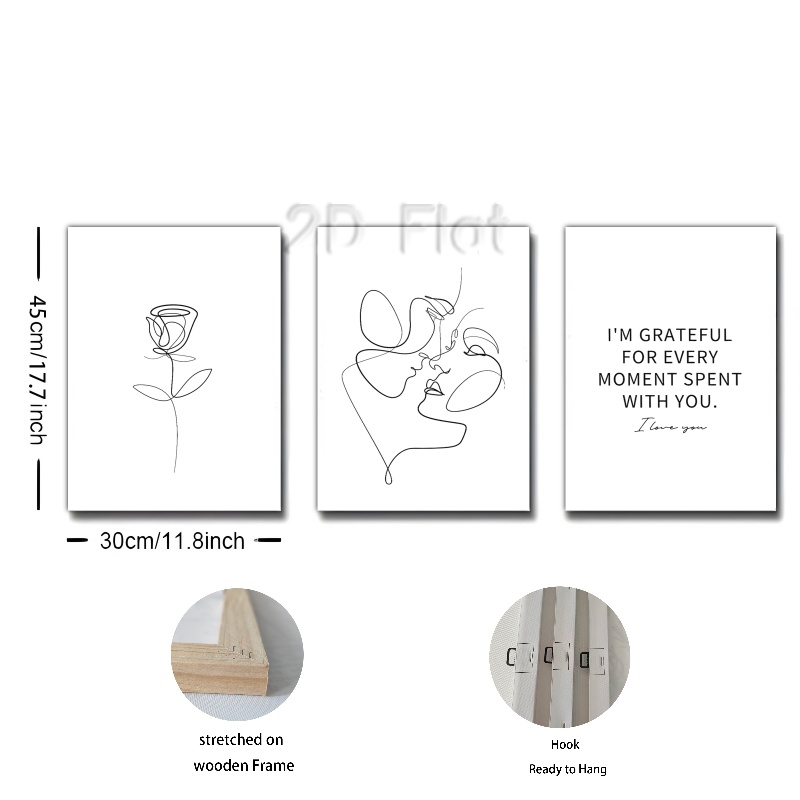 2D Flat
45cm/17.7inch
I'M GRATEFUL
FOR EVERY
MOMENT SPENT
WITH YOU.
I love you
30cm/11.8inch
stretched on
wooden Frame
Hook
Ready to Hang